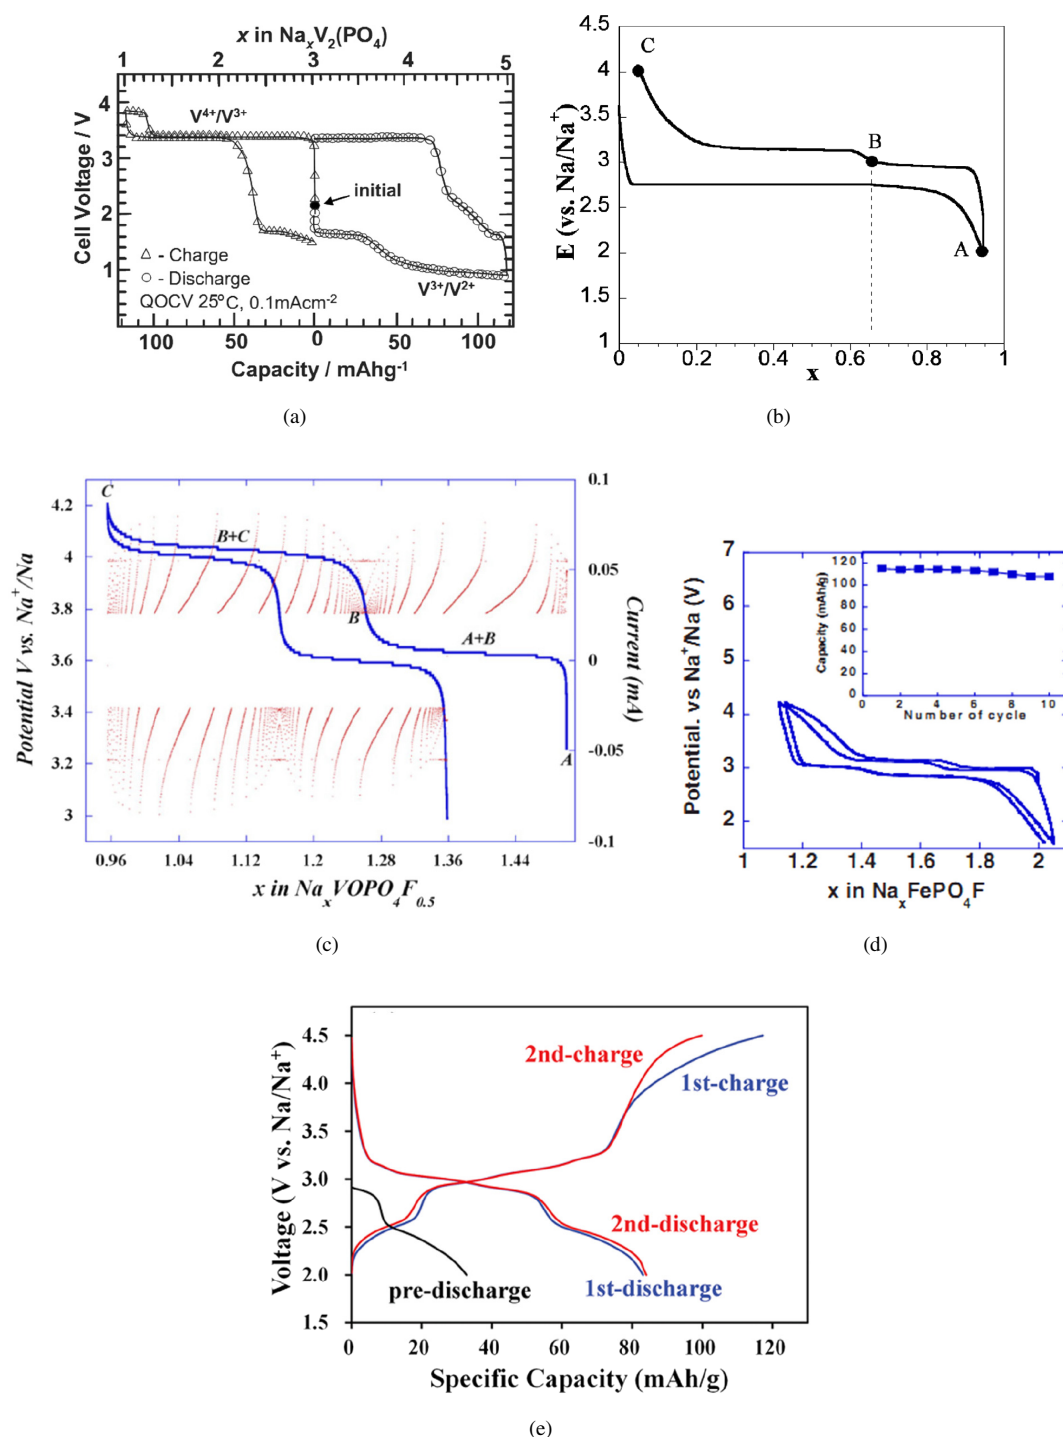 x in NaxV2(PO4)
1 2 3 4 5
Cell Voltage / V
4
3
2
1
V4+/V3+
initial
△ - Charge
○ - Discharge
QOCV 25°C, 0.1mAcm-2
V3+/V2+
100 50 0 50 100
Capacity / mAhg-1
(a)
E (vs. Na/Na+)
4.5
4
3.5
3
2.5
2
1.5
1
C
B
A
0 0.2 0.4 0.6 0.8 1
x
(b)
Potential V vs. Na+/Na
4.2
4
3.8
3.6
3.4
3.2
3
C
B+C
B
A+B
A
0.1
0.05
0
-0.05
-0.1
Current (mA)
0.96 1.04 1.12 1.2 1.28 1.36 1.44
x in NaxVOPO4F0.5
(c)
Potential. vs Na+/Na (V)
7
6
5
4
3
2
Capacity (mAh/g)
120
100
80
60
40
20
0
0 2 4 6 8 10
Number of cycle
1 1.2 1.4 1.6 1.8 2
x in NaxFePO4F
(d)
Voltage (V vs. Na/Na+)
4.5
4.0
3.5
3.0
2.5
2.0
1.5
2nd-charge
1st-charge
2nd-discharge
pre-discharge
1st-discharge
0 20 40 60 80 100 120
Specific Capacity (mAh/g)
(e)